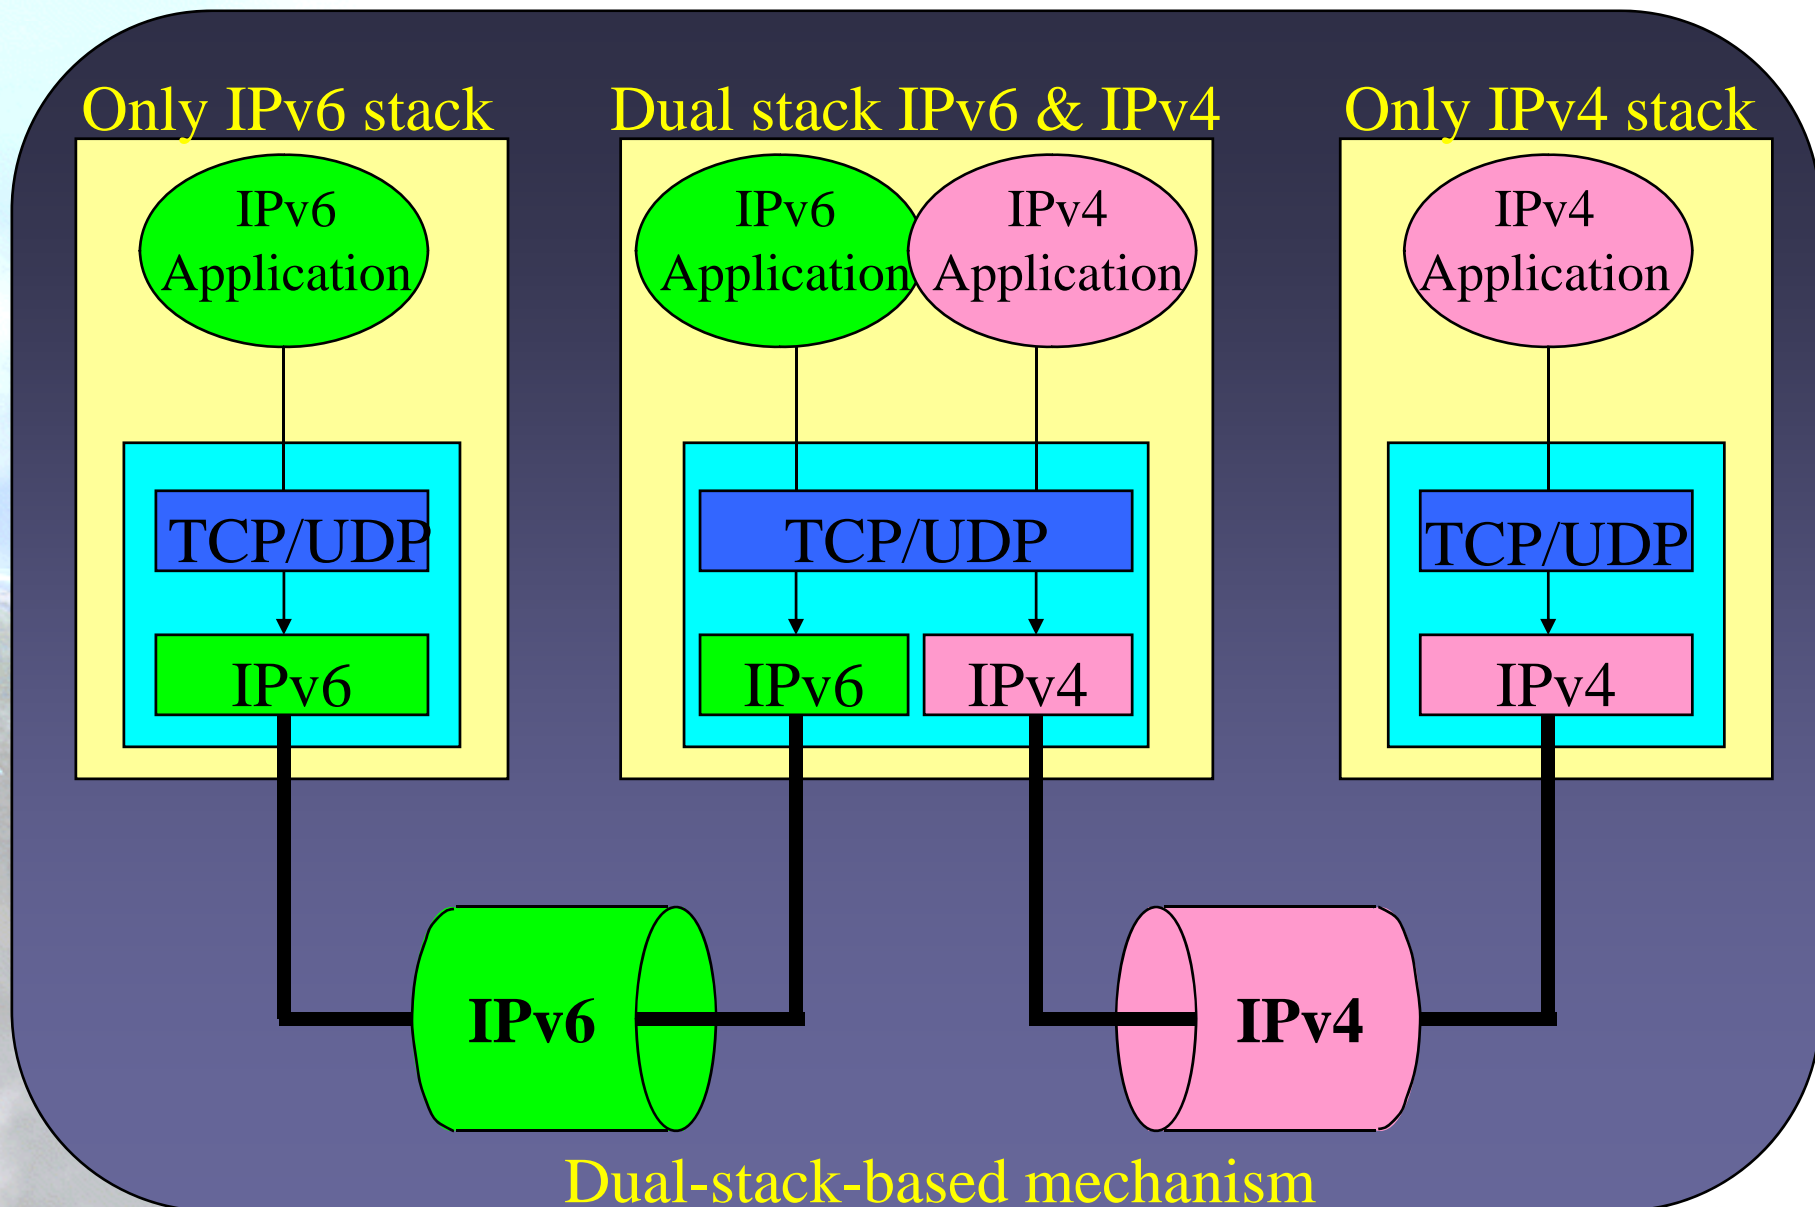 Only IPv6 stack
Dual stack IPv6 & IPv4
Only IPv4 stack
IPv6
Application
IPv6
Application
IPv4
Application
IPv4
Application
TCP/UDP
TCP/UDP
TCP/UDP
IPv6
IPv6
IPv4
IPv4
IPv6
IPv4
Dual-stack-based mechanism